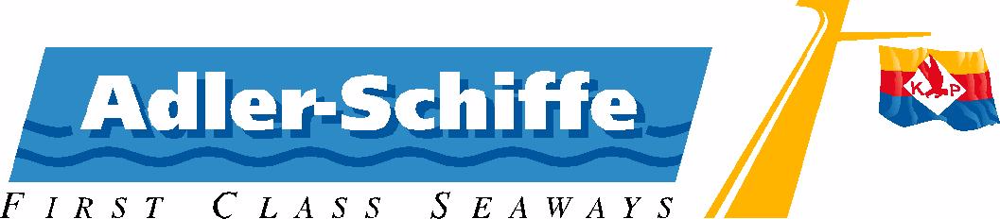 Adler-Schiffe
FIRST CLASS SEAWAYS
K P